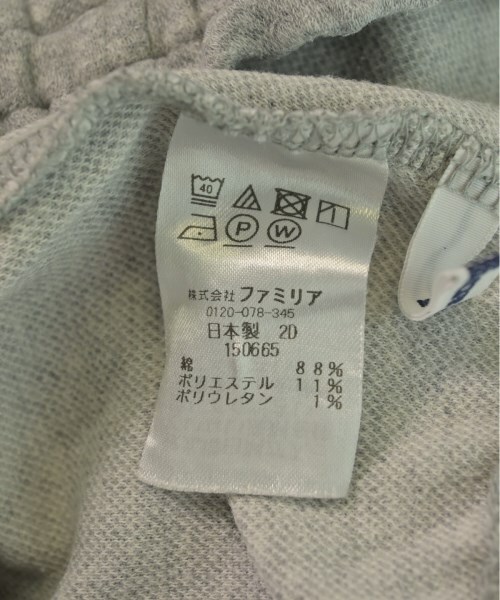 40
P W
株式会社 ファミリア
0120-078-345
日本製 2D
150665
綿 88%
ポリエステル 11%
ポリウレタン 1%